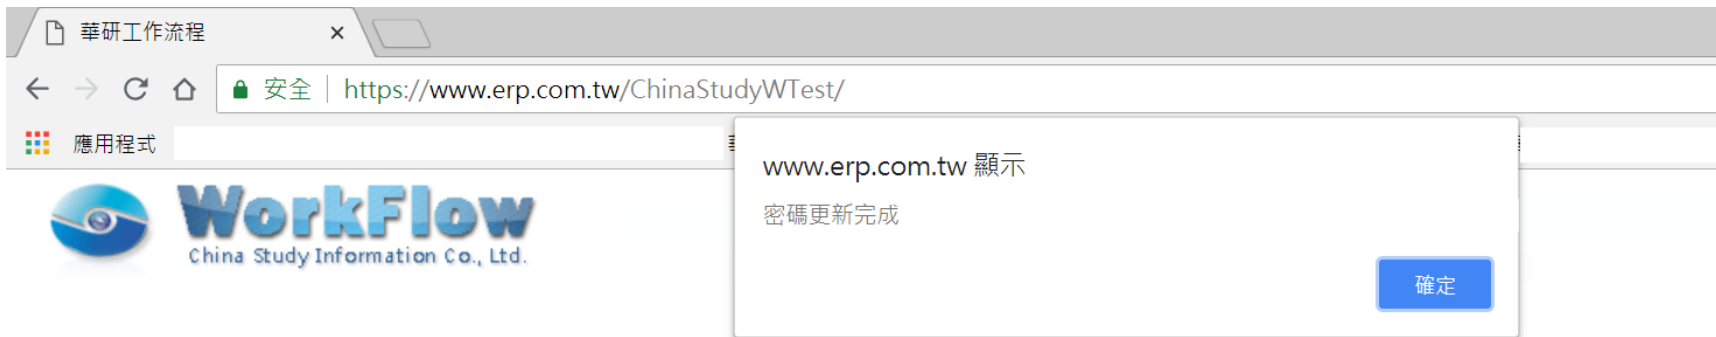 華研工作流程
安全 https://www.erp.com.tw/ChinaStudyWTest/
應用程式
www.erp.com.tw 顯示
密碼更新完成
確定
WorkFlow
China Study Information Co., Ltd.